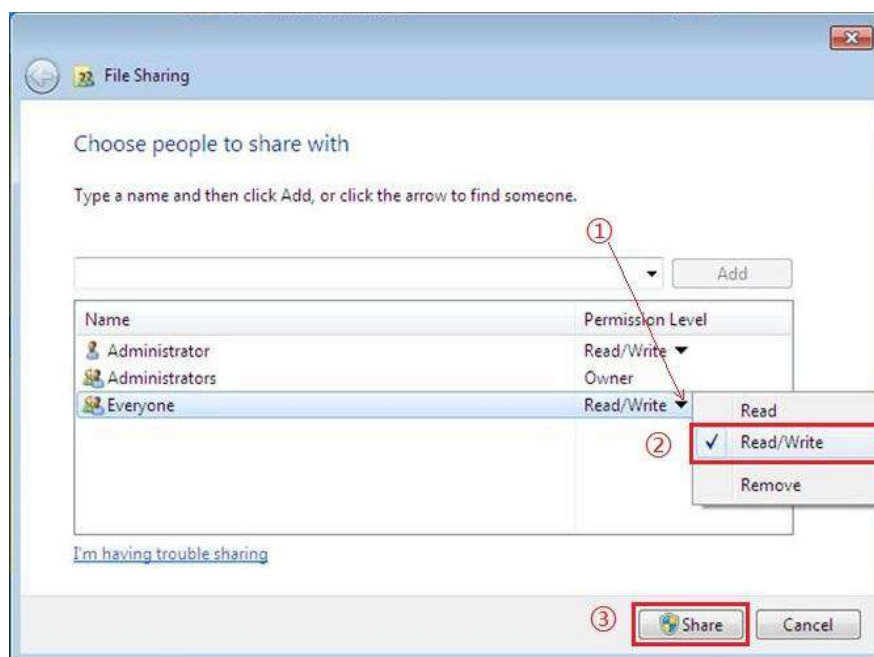 File Sharing
Choose people to share with
Type a name and then click Add, or click the arrow to find someone.
①
Add
Name Permission Level
Administrator Read/Write
Administrators Owner
Everyone Read/Write
Read
② Read/Write
Remove
I'm having trouble sharing
③ Share Cancel